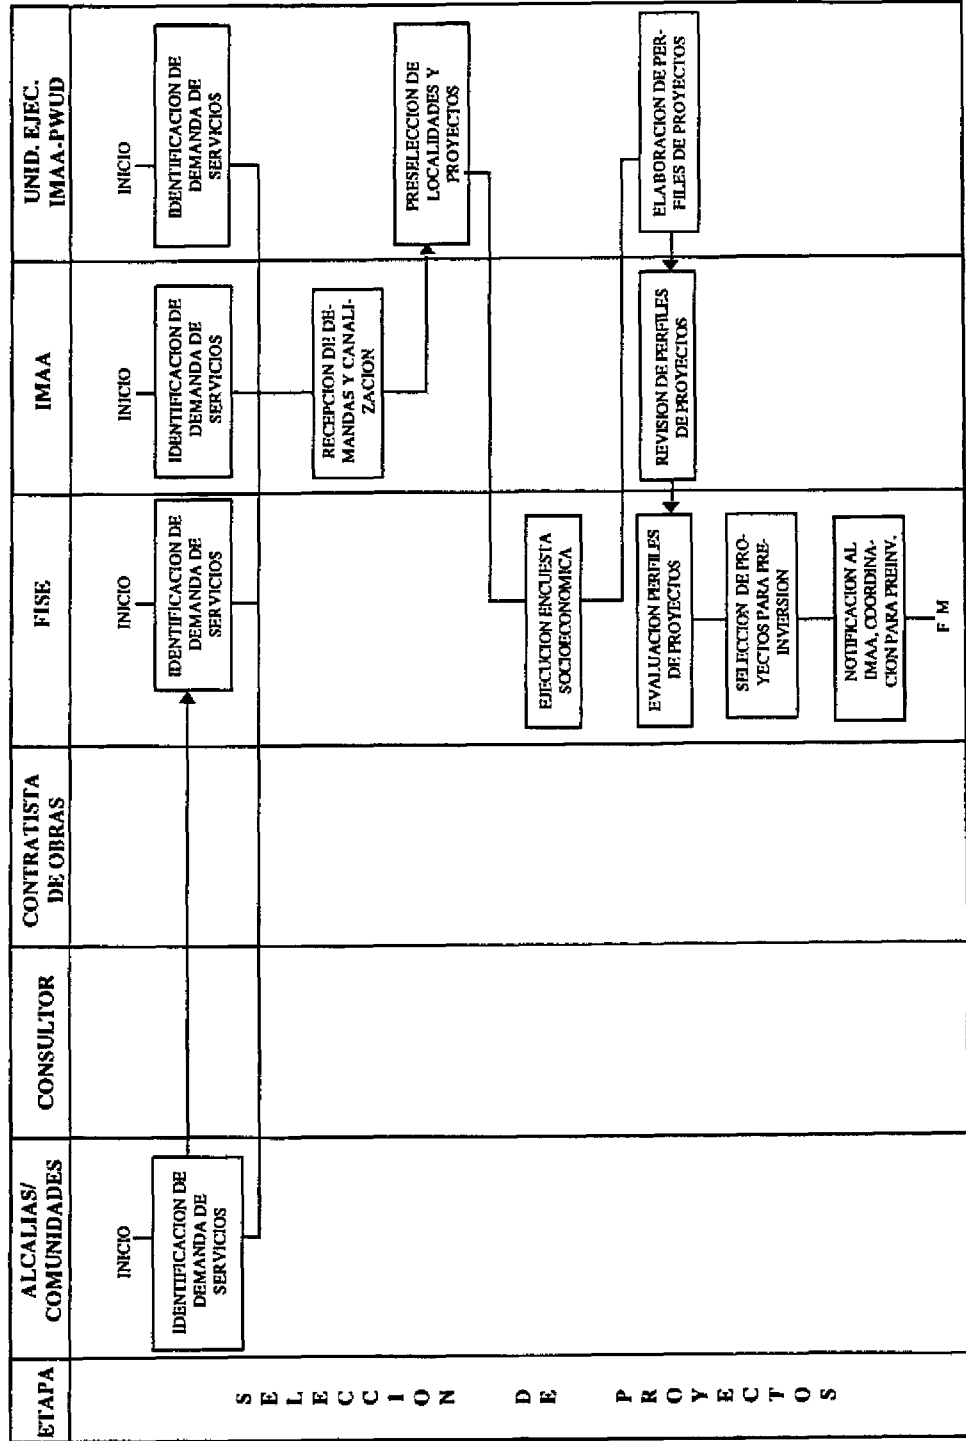 ETAPA
ALCALIAS/
COMUNIDADES
CONSULTOR
CONTRATISTA
DE OBRAS
FISE
IMAA
UNID. EJEC.
IMAA-PWUD
SELECCION
DE
PROYECTOS
INICIO
IDENTIFICACION DE
DEMANDA DE
SERVICIOS
INICIO
IDENTIFICACION DE
DEMANDA DE
SERVICIOS
INICIO
IDENTIFICACION DE
DEMANDA DE
SERVICIOS
INICIO
IDENTIFICACION DE
DEMANDA DE
SERVICIOS
RECEPCION DE DE-
MANDAS Y CANALI-
ZACION
PRESELECCION DE
LOCALIDADES Y
PROYECTOS
EJECUCION ENCUESTA
SOCIOECONOMICA
ELABORACION DE PER-
FILES DE PROYECTOS
REVISION DE PERFILES
DE PROYECTOS
EVALUACION PERFILES
DE PROYECTOS
SELECCION DE PRO-
YECTOS PARA PRE-
INVERSION
NOTIFICACION AL
IMAA, COORDINA-
CION PARA PREINV.
F M